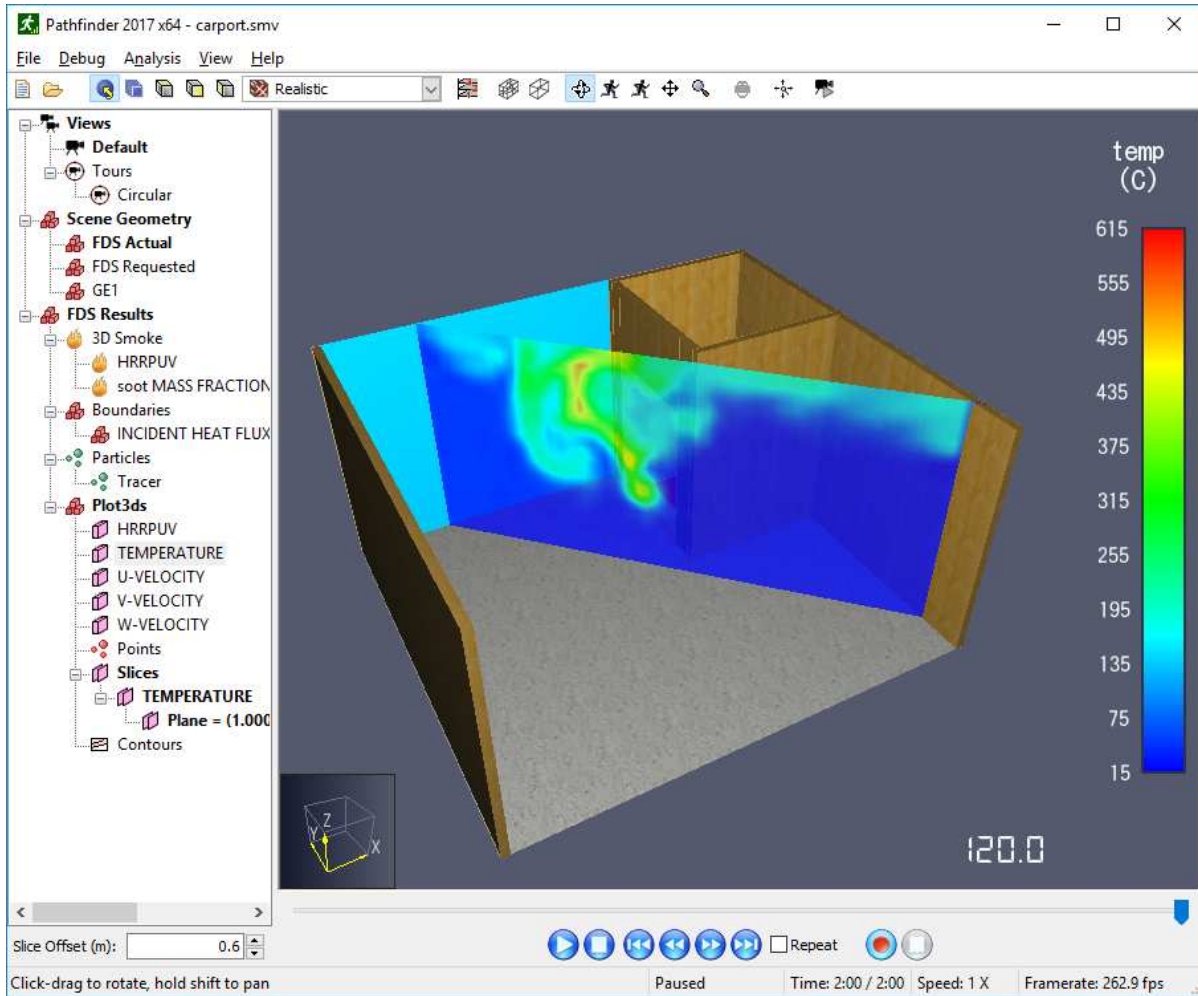 Pathfinder 2017 x64 - carport.smv
File Debug Analysis View Help
Realistic
Views
Default
Tours
Circular
Scene Geometry
FDS Actual
FDS Requested
GE1
FDS Results
3D Smoke
HRRPUV
soot MASS FRACTION
Boundaries
INCIDENT HEAT FLUX
Particles
Tracer
Plot3ds
HRRPUV
TEMPERATURE
U-VELOCITY
V-VELOCITY
W-VELOCITY
Points
Slices
TEMPERATURE
Plane = (1.000
Contours
temp
(C)
615
555
495
435
375
315
255
195
135
75
15
Z
Y
X
120.0
Slice Offset (m): 0.6
Repeat
Click-drag to rotate, hold shift to pan
Paused
Time: 2:00 / 2:00
Speed: 1 X
Framerate: 262.9 fps